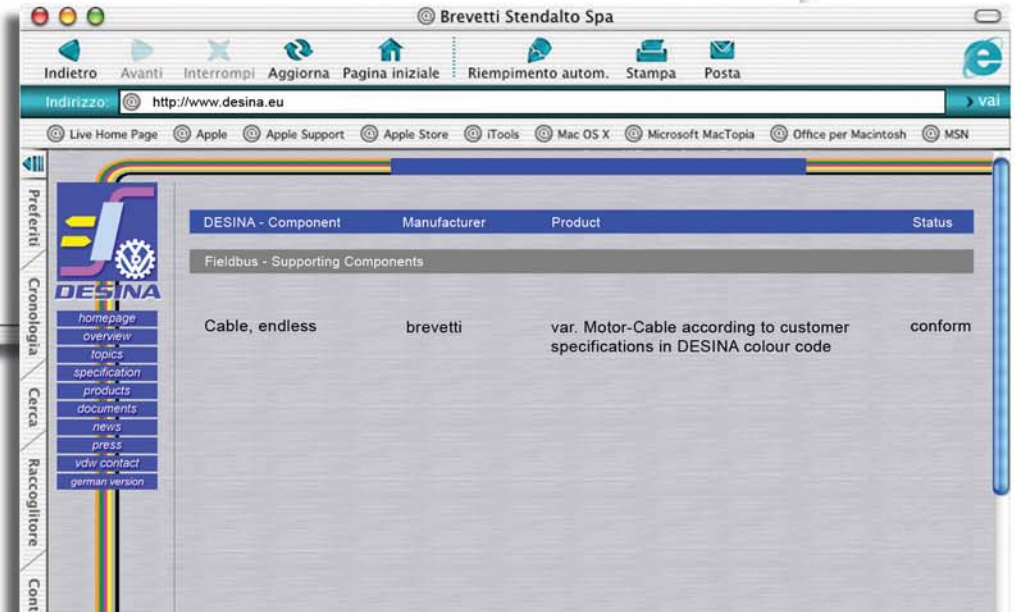 Brevetti Stendalto Spa
Indietro Avanti Interrompi Aggiorna Pagina iniziale Riempimento autom. Stampa Posta
Indirizzo: @ http://www.desina.eu vai
@ Live Home Page @ Apple @ Apple Support @ Apple Store @ iTools @ Mac OS X @ Microsoft MacTopia @ Office per Macintosh @ MSN
Preferiti
Cronologia
Cerca
Raccoglitore
Cont
DESINA
homepage
overview
topics
specification
products
documents
news
press
vdw contact
german version
DESINA - Component Manufacturer Product Status
Fieldbus - Supporting Components
Cable, endless brevetti var. Motor-Cable according to customer conform
specifications in DESINA colour code